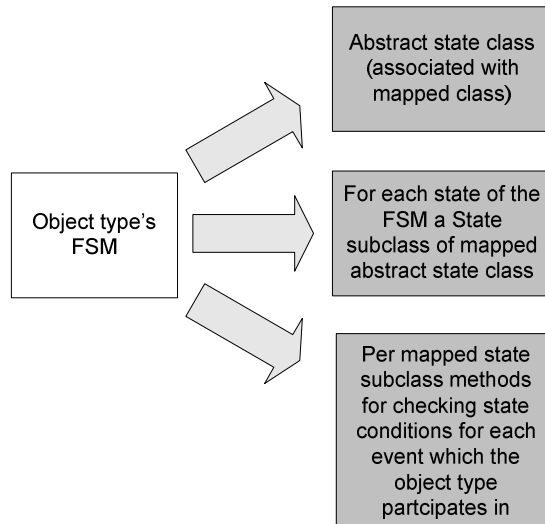 Abstract state class
(associated with
mapped class)
Object type's
FSM
For each state of the
FSM a State
subclass of mapped
abstract state class
Per mapped state
subclass methods
for checking state
conditions for each
event which the
object type
partcipates in